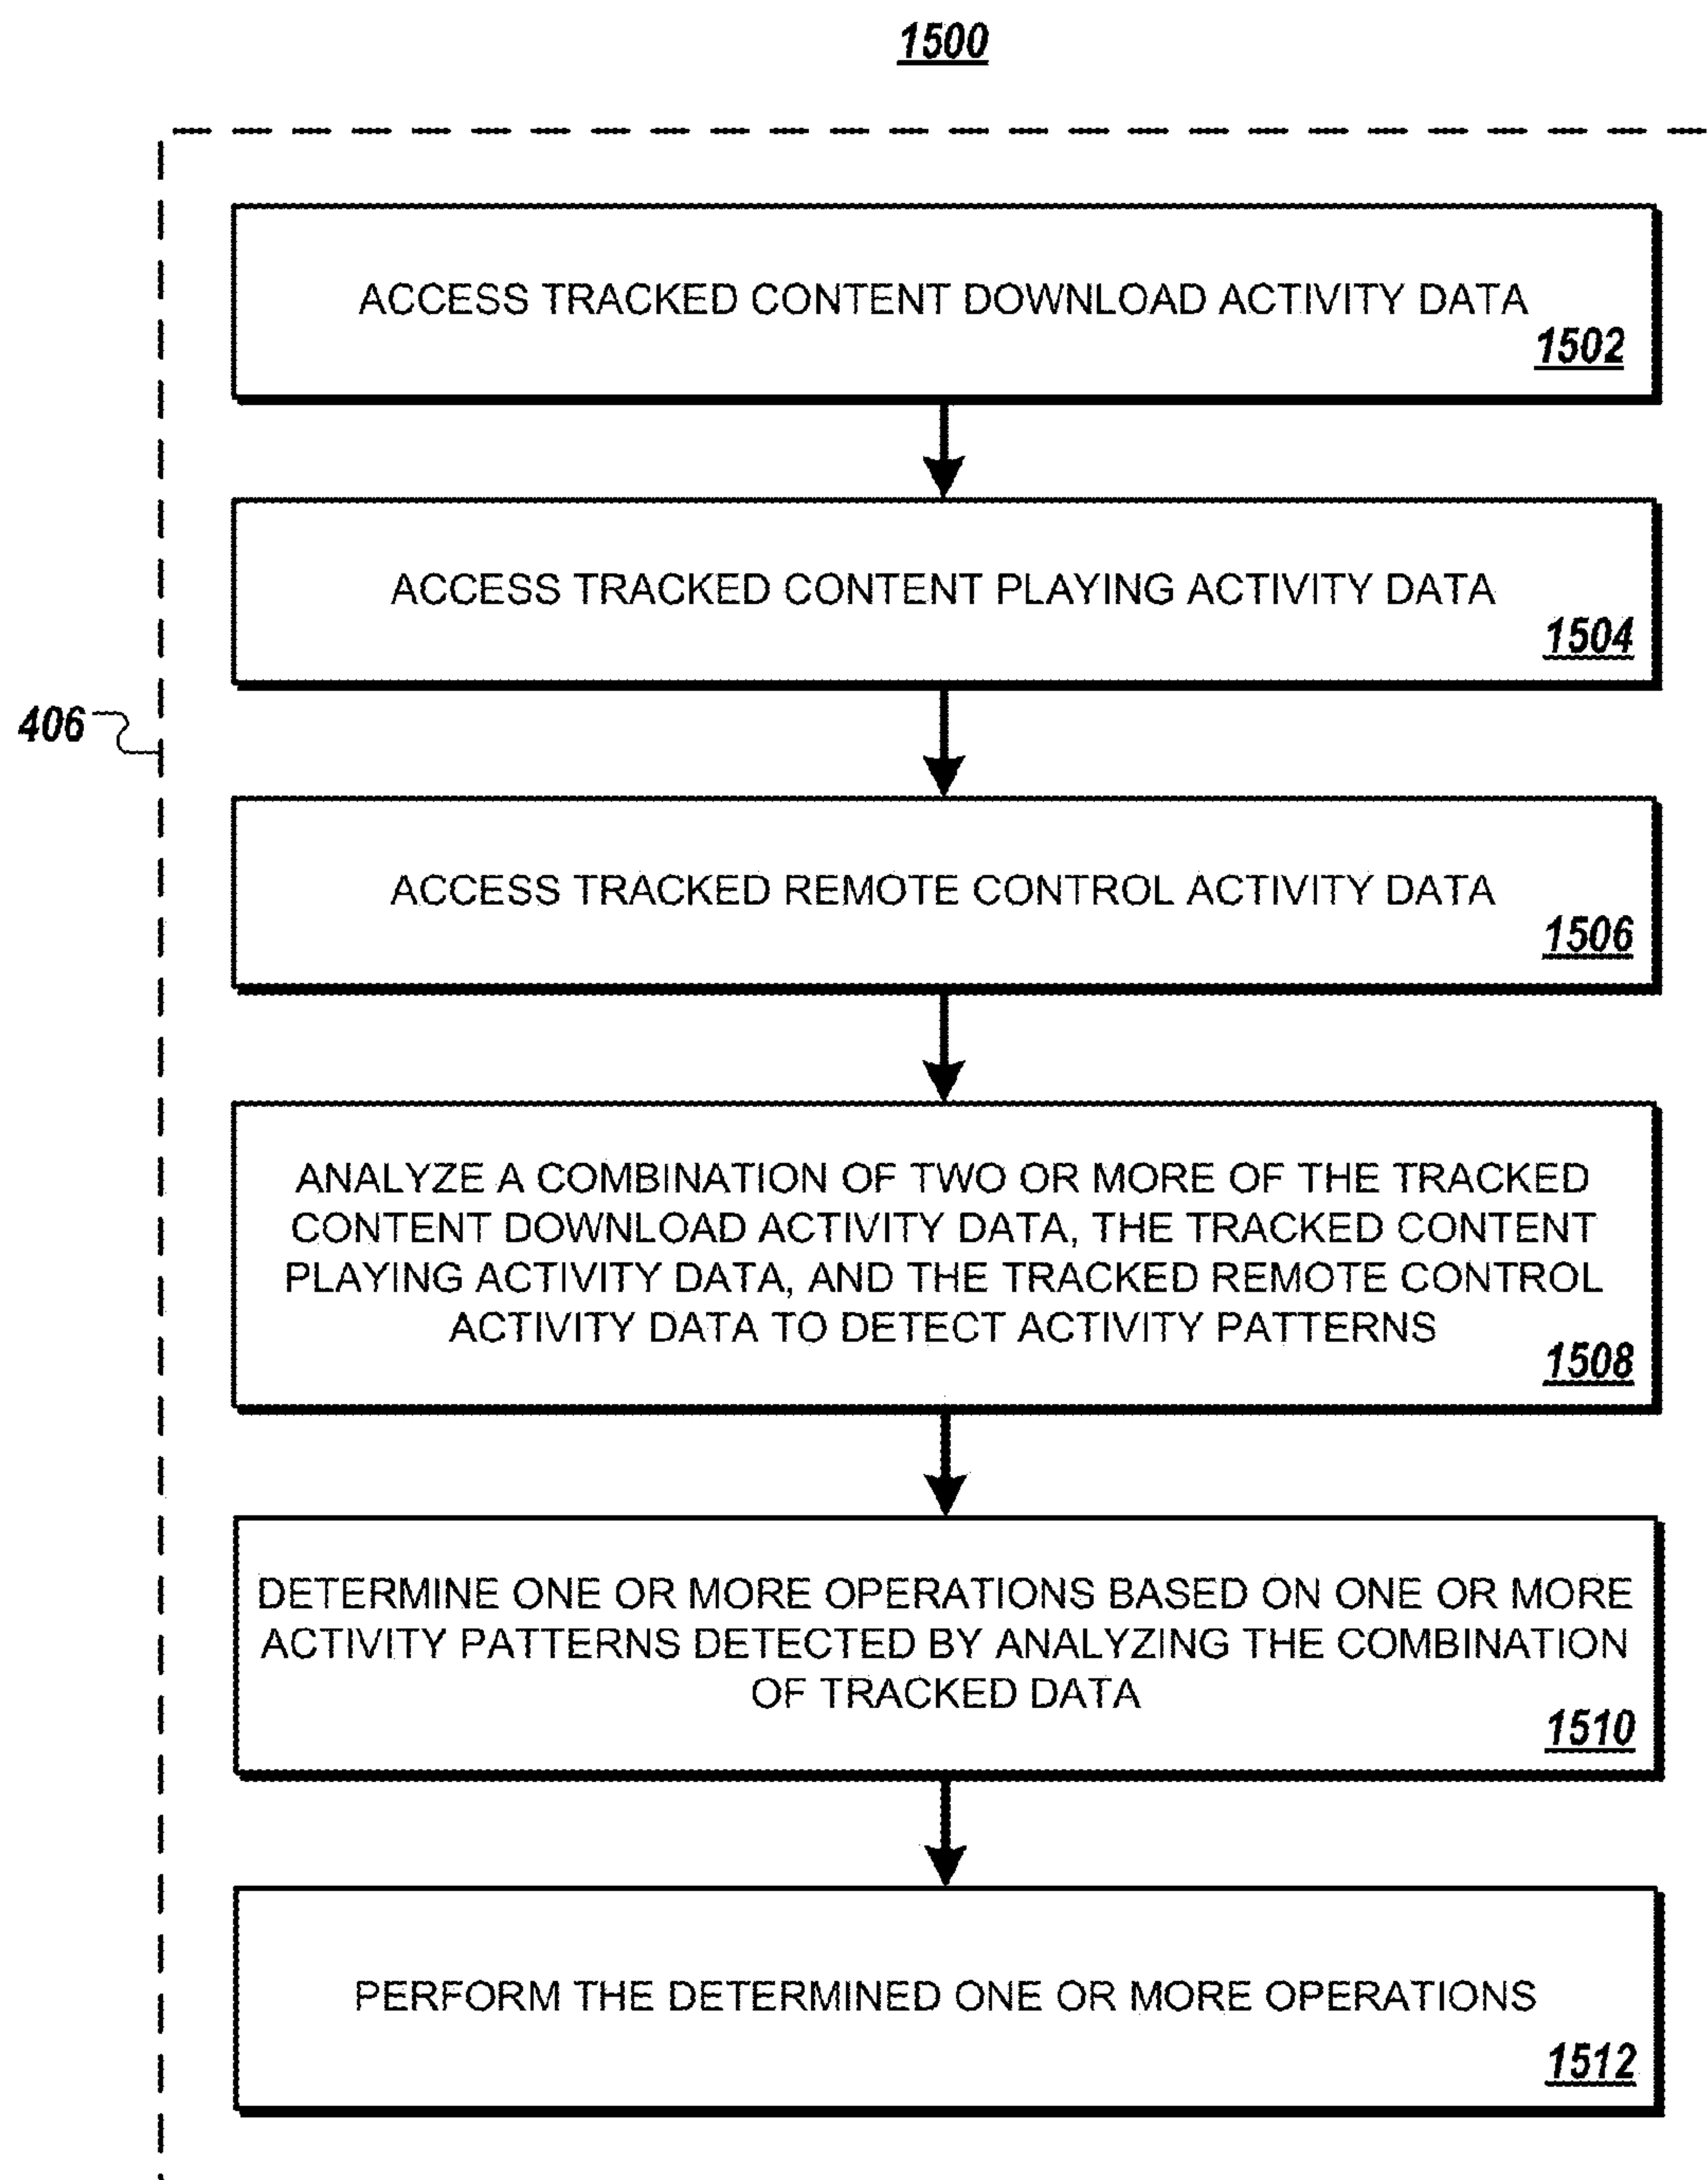 1500
ACCESS TRACKED CONTENT DOWNLOAD ACTIVITY DATA
1502
ACCESS TRACKED CONTENT PLAYING ACTIVITY DATA
1504
406
ACCESS TRACKED REMOTE CONTROL ACTIVITY DATA
1506
ANALYZE A COMBINATION OF TWO OR MORE OF THE TRACKED
CONTENT DOWNLOAD ACTIVITY DATA, THE TRACKED CONTENT
PLAYING ACTIVITY DATA, AND THE TRACKED REMOTE CONTROL
ACTIVITY DATA TO DETECT ACTIVITY PATTERNS
1508
DETERMINE ONE OR MORE OPERATIONS BASED ON ONE OR MORE
ACTIVITY PATTERNS DETECTED BY ANALYZING THE COMBINATION
OF TRACKED DATA
1510
PERFORM THE DETERMINED ONE OR MORE OPERATIONS
1512